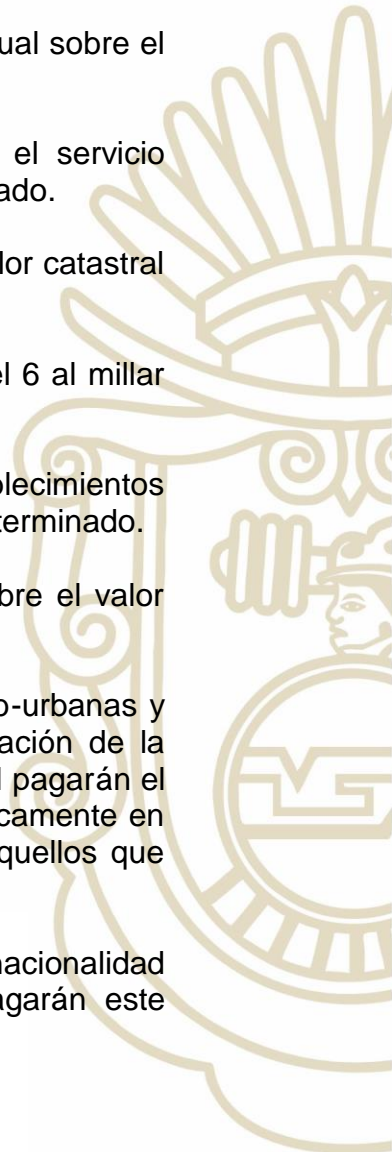 ual sobre el
el servicio
ado.
lor catastral
el 6 al millar
olecimientos
terminado.
bre el valor
o-urbanas y
ación de la
l pagarán el
camente en
quellos que
nacionalidad
agarán este